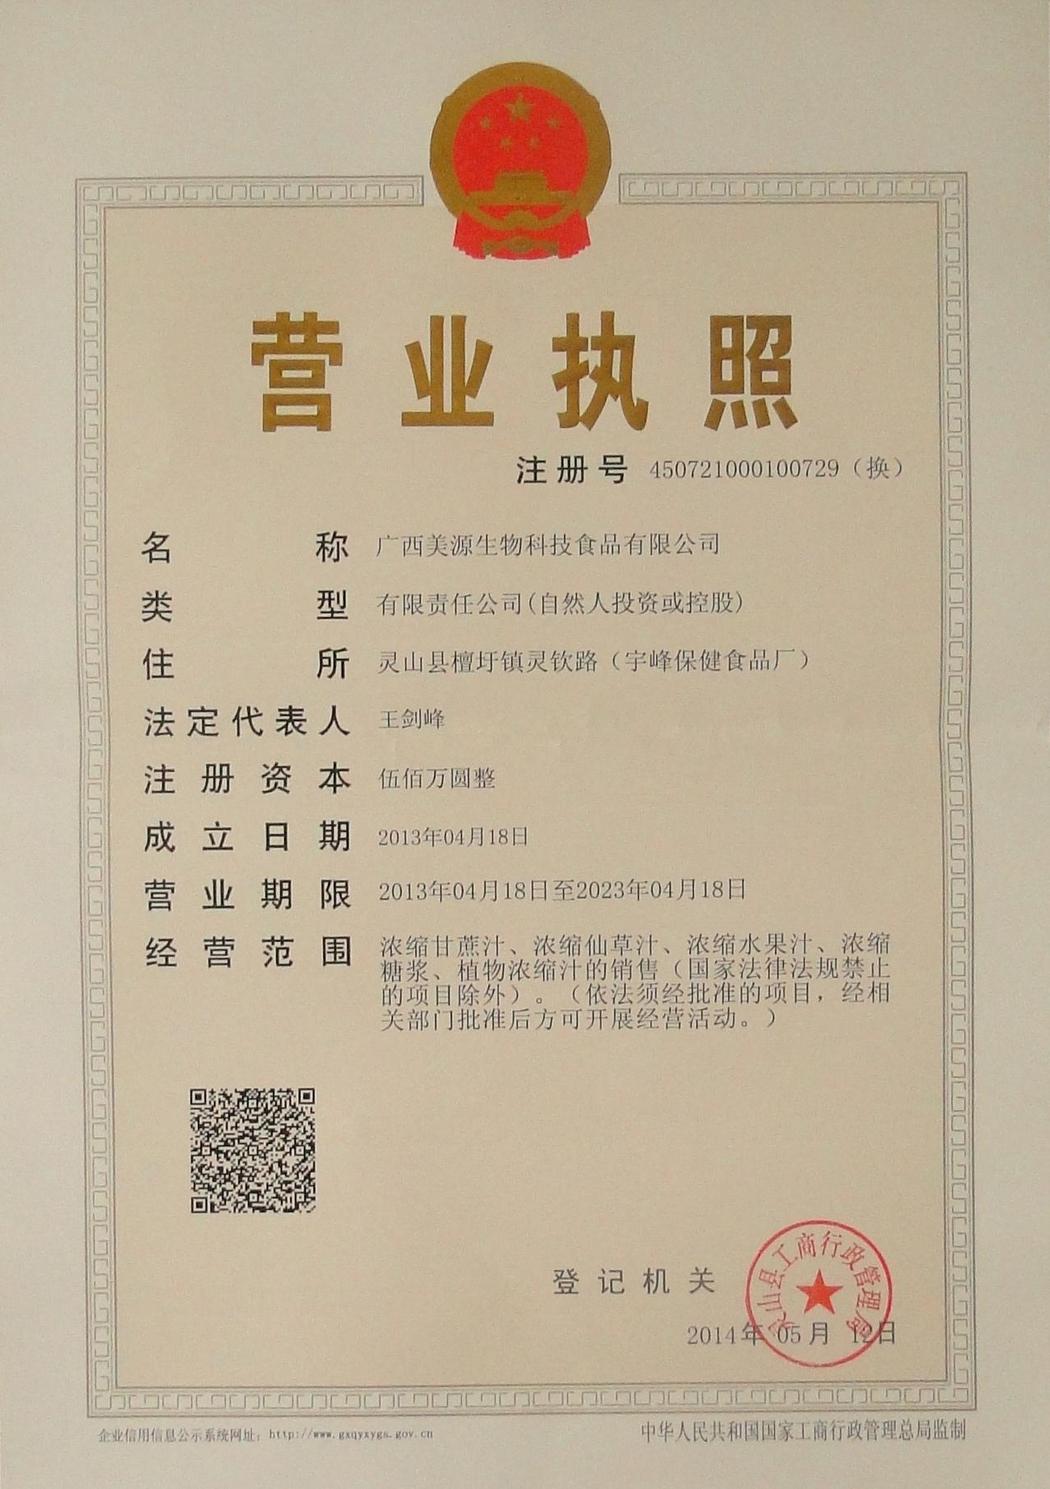 营业执照
注册号 450721000100729（换）
名称 广西美源生物科技食品有限公司
类型 有限责任公司(自然人投资或控股)
住所 灵山县檀圩镇灵钦路（宇峰保健食品厂）
法定代表人 王剑峰
注册资本 伍佰万圆整
成立日期 2013年04月18日
营业期限 2013年04月18日至2023年04月18日
经营范围 浓缩甘蔗汁、浓缩仙草汁、浓缩水果汁、浓缩
糖浆、植物浓缩汁的销售（国家法律法规禁止
的项目除外）。（依法须经批准的项目，经相
关部门批准后方可开展经营活动。）
登记机关
灵山县工商行政管理局
2014年 05月 12日
企业信用信息公示系统网址：http://www.gxqyxygs.gov.cn
中华人民共和国国家工商行政管理总局监制